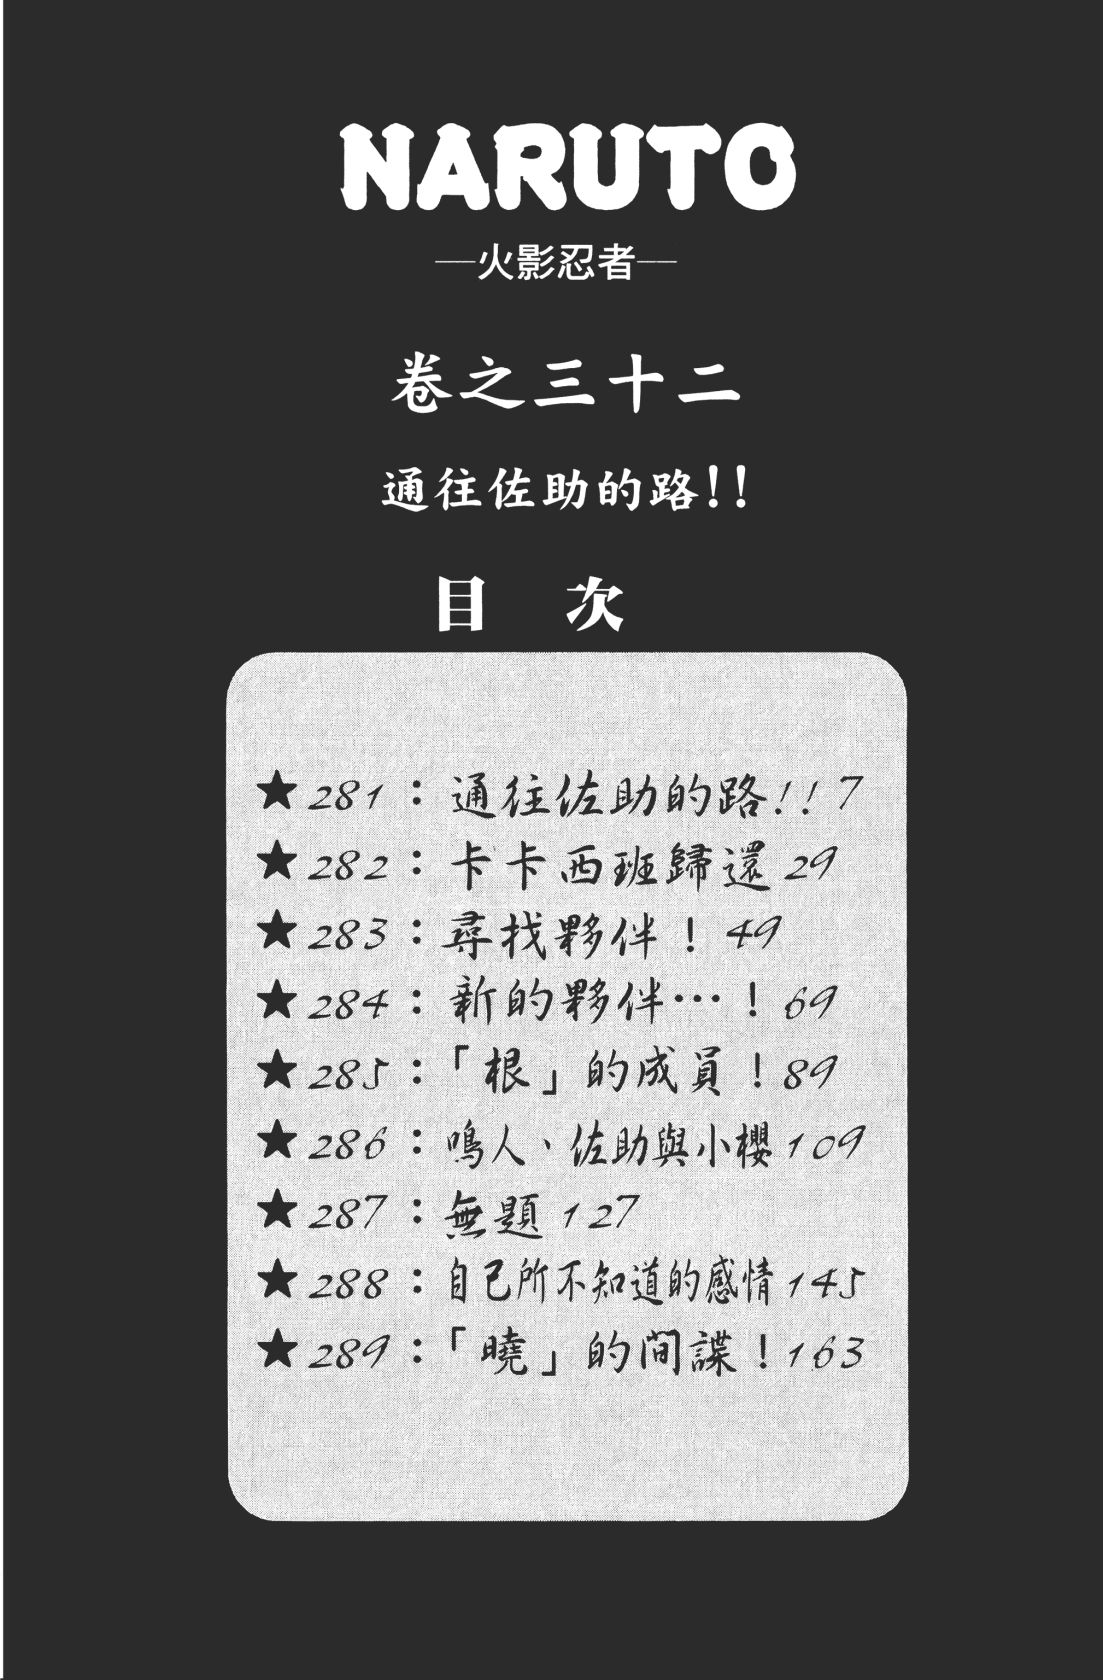 NARUTO
—火影忍者—
卷之三十二
通往佐助的路!!
目 次
★281：通往佐助的路!! 7
★282：卡卡西班歸還 29
★283：尋找夥伴！ 49
★284：新的夥伴…！ 69
★285：「根」的成員！89
★286：鳴人、佐助與小櫻 109
★287：無題 127
★288：自己所不知道的感情 145
★289：「曉」的間諜！163